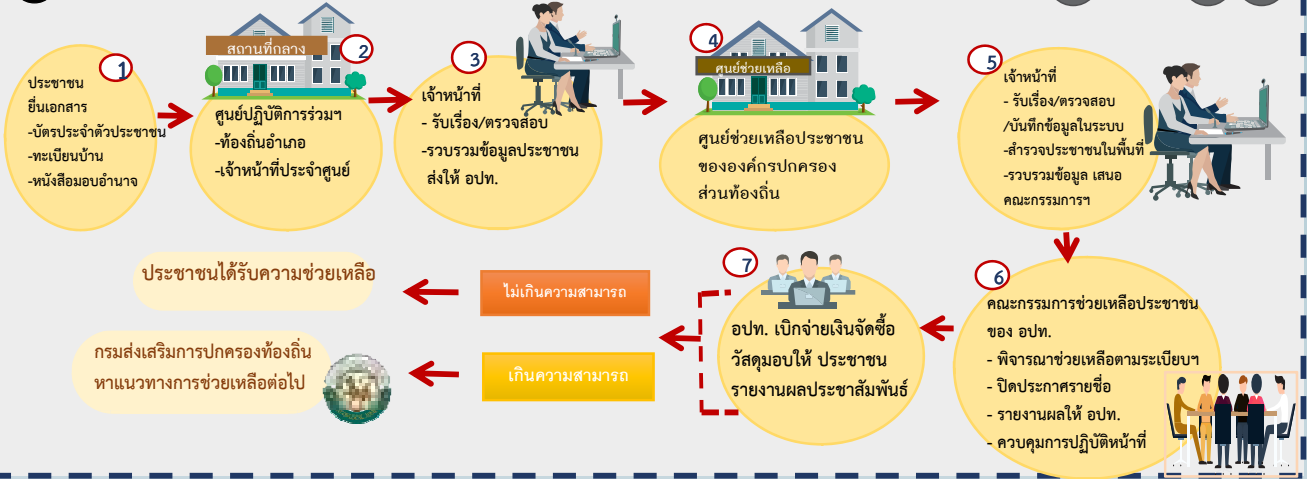 1
ประชาชน
ยื่นเอกสาร
-บัตรประจำตัวประชาชน
-ทะเบียนบ้าน
-หนังสือมอบอำนาจ
สถานที่กลาง
2
ศูนย์ปฏิบัติการร่วมฯ
-ท้องถิ่นอำเภอ
-เจ้าหน้าที่ประจำศูนย์
3
เจ้าหน้าที่
- รับเรื่อง/ตรวจสอบ
-รวบรวมข้อมูลประชาชน
ส่งให้ อปท.
4
ศูนย์ช่วยเหลือ
ศูนย์ช่วยเหลือประชาชน
ขององค์กรปกครอง
ส่วนท้องถิ่น
5
เจ้าหน้าที่
- รับเรื่อง/ตรวจสอบ
/บันทึกข้อมูลในระบบ
-สำรวจประชาชนในพื้นที่
-รวบรวมข้อมูล เสนอ
คณะกรรมการฯ
6
คณะกรรมการช่วยเหลือประชาชน
ของ อปท.
- พิจารณาช่วยเหลือตามระเบียบฯ
- ปิดประกาศรายชื่อ
- รายงานผลให้ อปท.
- ควบคุมการปฏิบัติหน้าที่
7
อปท. เบิกจ่ายเงินจัดซื้อ
วัสดุมอบให้ ประชาชน
รายงานผลประชาสัมพันธ์
ไม่เกินความสามารถ
ประชาชนได้รับความช่วยเหลือ
เกินความสามารถ
กรมส่งเสริมการปกครองท้องถิ่น
หาแนวทางการช่วยเหลือต่อไป